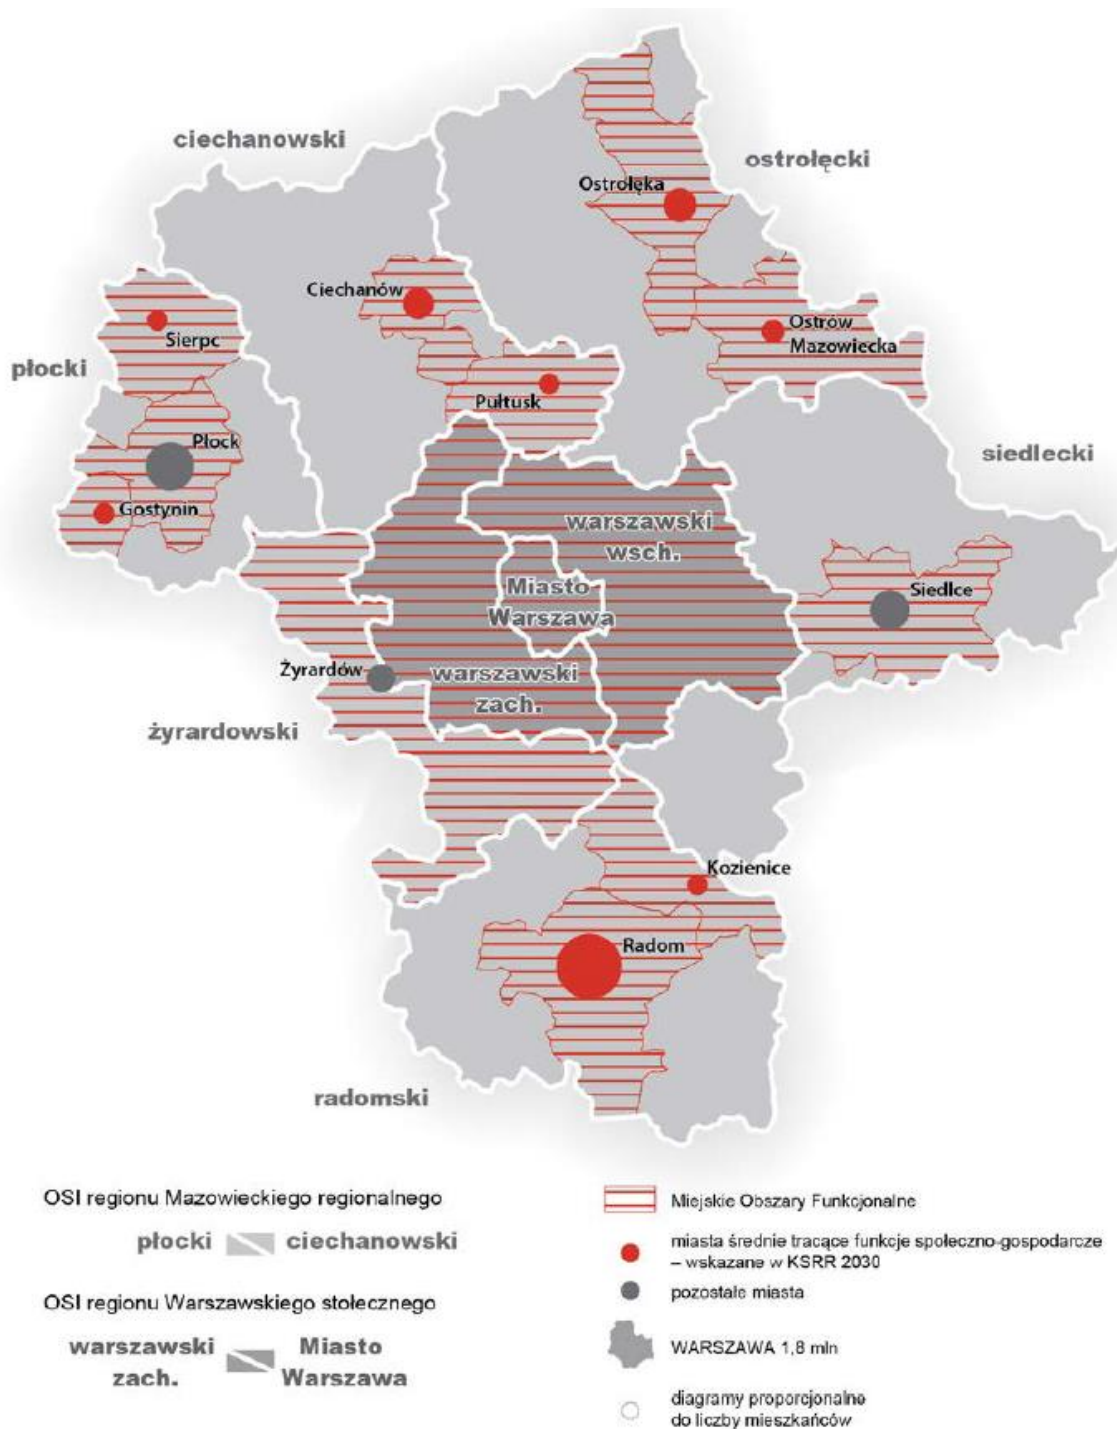 ciechanowski
ostrołęcki
Ostrołęka
Ciechanów
Sierpc
Ostrów
Mazowiecka
płocki
Pułtusk
Płock
siedlecki
Gostynin
warszawski
wsch.
Miasto
Warszawa
Siedlce
Żyrardów
warszawski
zach.
żyrardowski
Kozienice
Radom
radomski
OSI regionu Mazowieckiego regionalnego
płocki ciechanowski
OSI regionu Warszawskiego stołecznego
warszawski
zach.
Miasto
Warszawa
Miejskie Obszary Funkcjonalne
miasta średnie tracące funkcje społeczno-gospodarcze
– wskazane w KSRR 2030
pozostałe miasta
WARSZAWA 1,8 mln
diagramy proporcjonalne
do liczby mieszkańców